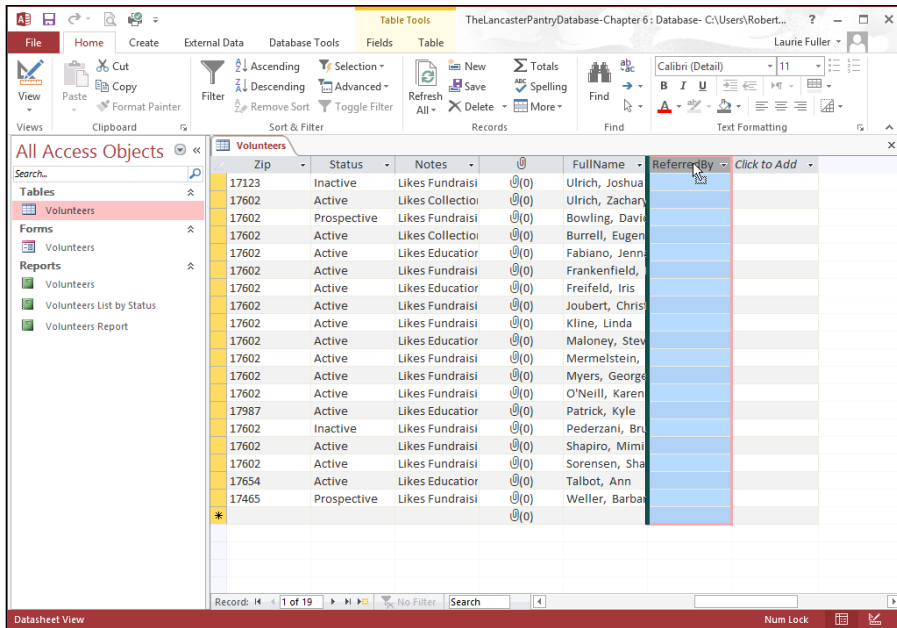 Table Tools TheLancasterPantryDatabase-Chapter 6 : Database- C:\Users\Robert... ?
File Home Create External Data Database Tools Fields Table Laurie Fuller
View Paste Cut Copy Format Painter
Filter Ascending Descending Remove Sort Selection Advanced Toggle Filter
Refresh All New Save Delete Totals Spelling More
Find
Calibri (Detail) 11
B I U A
Views Clipboard Sort & Filter Records Find Text Formatting
All Access Objects
Search...
Tables
Volunteers
Forms
Volunteers
Reports
Volunteers
Volunteers List by Status
Volunteers Report
Volunteers
Zip Status Notes FullName ReferredBy Click to Add
17123 Inactive Likes Fundraisi (0) Ulrich, Joshua
17602 Active Likes Collectio (0) Ulrich, Zachary
17602 Prospective Likes Fundraisi (0) Bowling, Davi
17602 Active Likes Collectio (0) Burrell, Eugen
17602 Active Likes Education (0) Fabiano, Jenn
17602 Active Likes Fundraisi (0) Frankenfield,
17602 Active Likes Education (0) Freifeld, Iris
17602 Active Likes Fundraisi (0) Joubert, Christ
17602 Active Likes Fundraisi (0) Kline, Linda
17602 Active Likes Education (0) Maloney, Stev
17602 Active Likes Fundraisi (0) Mermelstein,
17602 Active Likes Fundraisi (0) Myers, George
17602 Active Likes Fundraisi (0) O'Neill, Karen
17987 Active Likes Education (0) Patrick, Kyle
17602 Inactive Likes Fundraisi (0) Pederzani, Bru
17602 Active Likes Fundraisi (0) Shapiro, Mimi
17602 Active Likes Fundraisi (0) Sorensen, Sha
17654 Active Likes Education (0) Talbot, Ann
17465 Prospective Likes Fundraisi (0) Weller, Barbar
(0)
Record: 1 of 19 No Filter Search
Datasheet View Num Lock